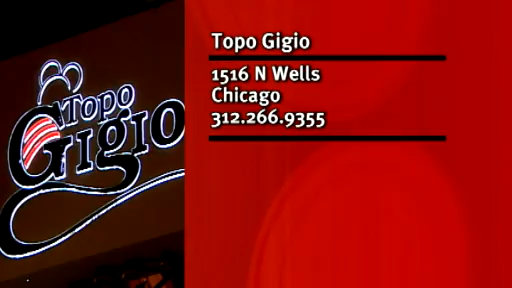 Topo
Gigio
Topo Gigio
1516 N Wells
Chicago
312.266.9355